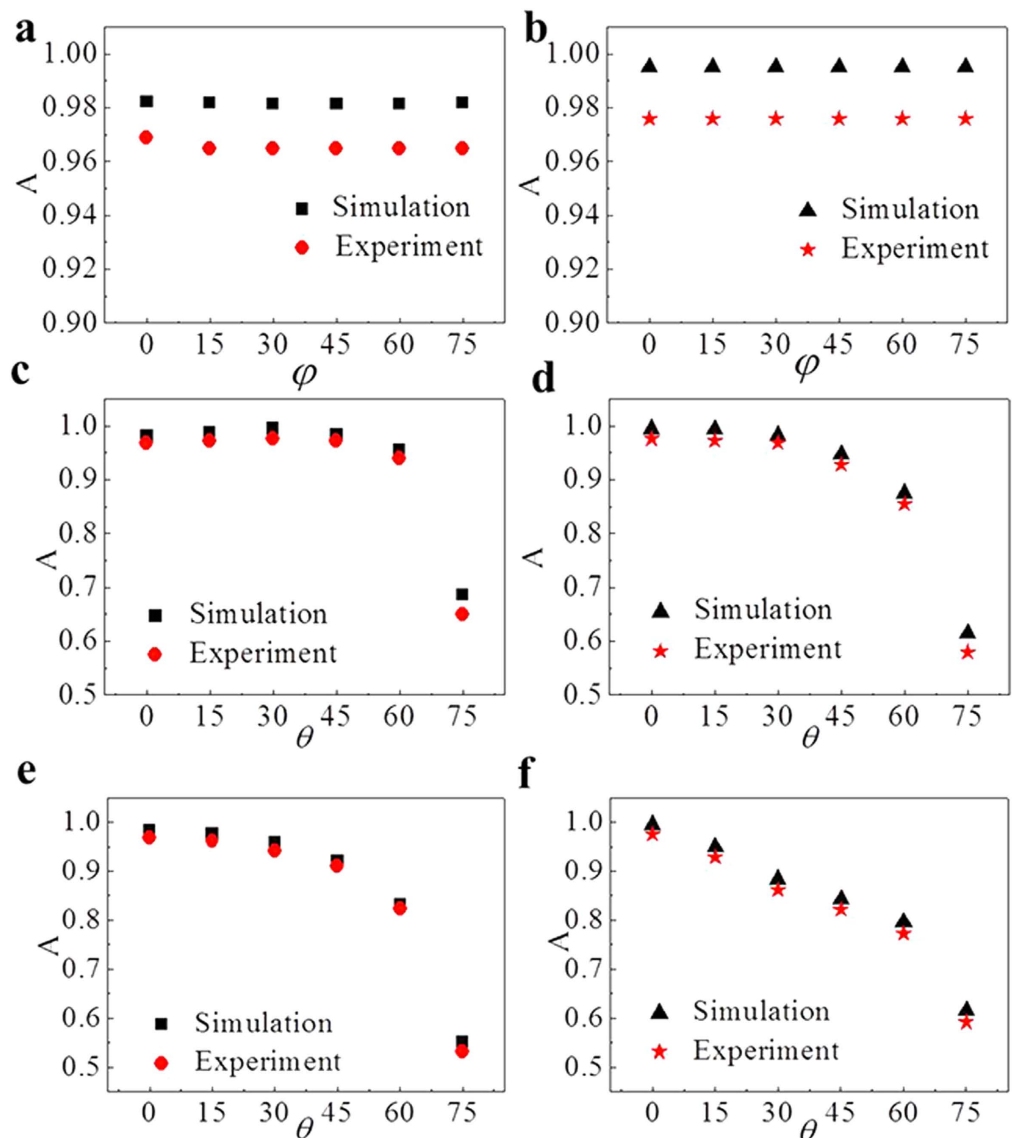 a
1.00
0.98
0.96
0.94
0.92
0.90
Λ
Simulation
Experiment
0 15 30 45 60 75
φ
b
1.00
0.98
0.96
0.94
0.92
0.90
Λ
Simulation
Experiment
0 15 30 45 60 75
φ
c
1.0
0.9
0.8
0.7
0.6
0.5
Λ
Simulation
Experiment
0 15 30 45 60 75
θ
d
1.0
0.9
0.8
0.7
0.6
0.5
Λ
Simulation
Experiment
0 15 30 45 60 75
θ
e
1.0
0.9
0.8
0.7
0.6
0.5
Λ
Simulation
Experiment
0 15 30 45 60 75
θ
f
1.0
0.9
0.8
0.7
0.6
0.5
Λ
Simulation
Experiment
0 15 30 45 60 75
θ